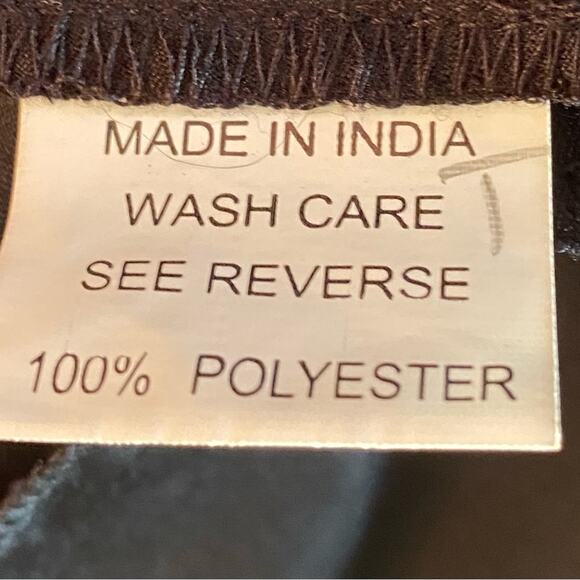 MADE IN INDIA
WASH CARE
SEE REVERSE
100% POLYESTER